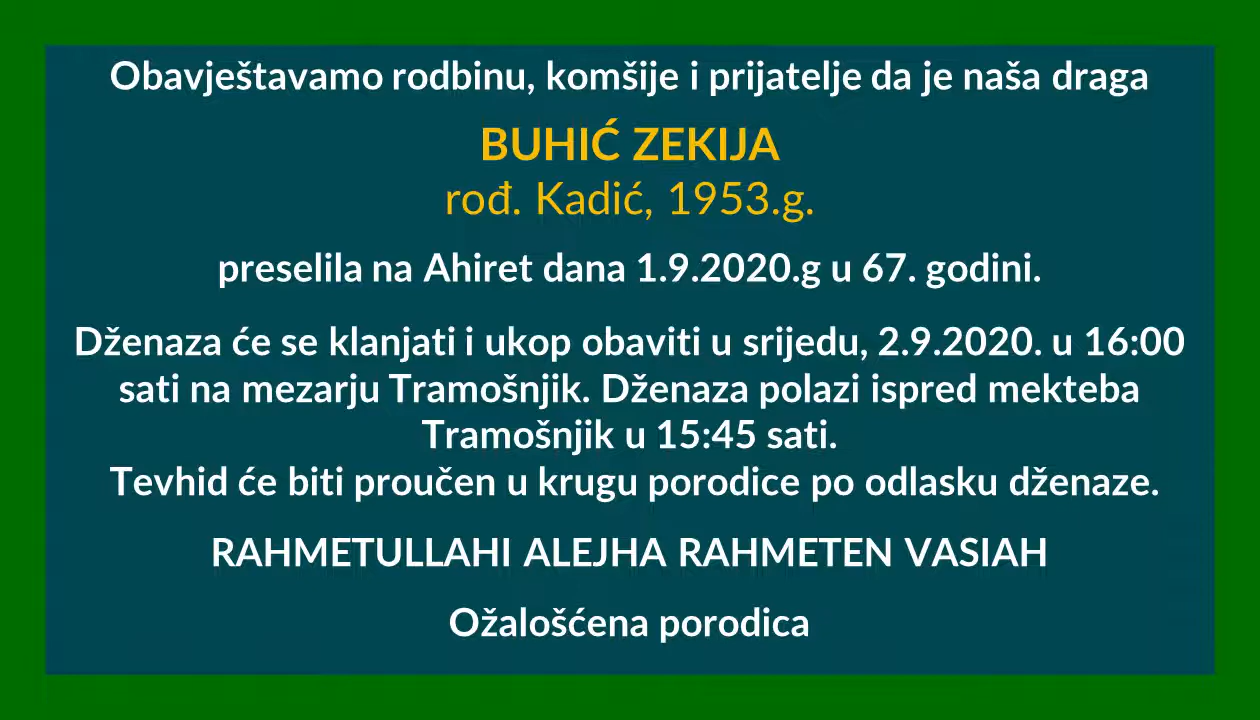 Obavještavamo rodbinu, komšije i prijatelje da je naša draga
BUHIĆ ZEKIJA
rođ. Kadić, 1953.g.
preselila na Ahiret dana 1.9.2020.g u 67. godini.
Dženaza će se klanjati i ukop obaviti u srijedu, 2.9.2020. u 16:00
sati na mezarju Tramošnjik. Dženaza polazi ispred mekteba
Tramošnjik u 15:45 sati.
Tevhid će biti proučen u krugu porodice po odlasku dženaze.
RAHMETULLAHI ALEJHA RAHMETEN VASIAH
Ožalošćena porodica